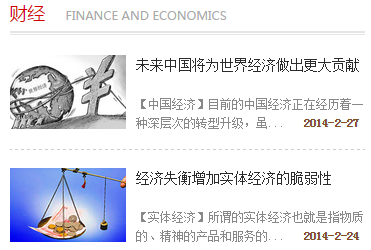 财经 FINANCE AND ECONOMICS
未来中国将为世界经济做出更大贡献
【中国经济】目前的中国经济正在经历着一
种深层次的转型升级，虽... 2014-2-27
经济失衡增加实体经济的脆弱性
【实体经济】所谓的实体经济也就是指物质
的、精神的产品和服务的... 2014-2-24